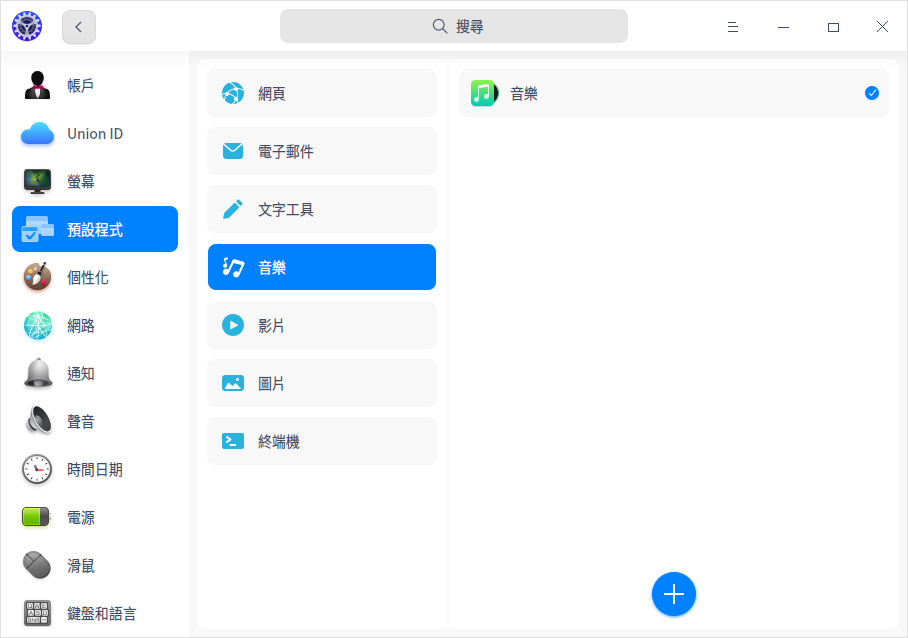 搜尋
帳戶
Union ID
螢幕
預設程式
個性化
網路
通知
聲音
時間日期
電源
滑鼠
鍵盤和語言
網頁
電子郵件
文字工具
音樂
影片
圖片
終端機
音樂